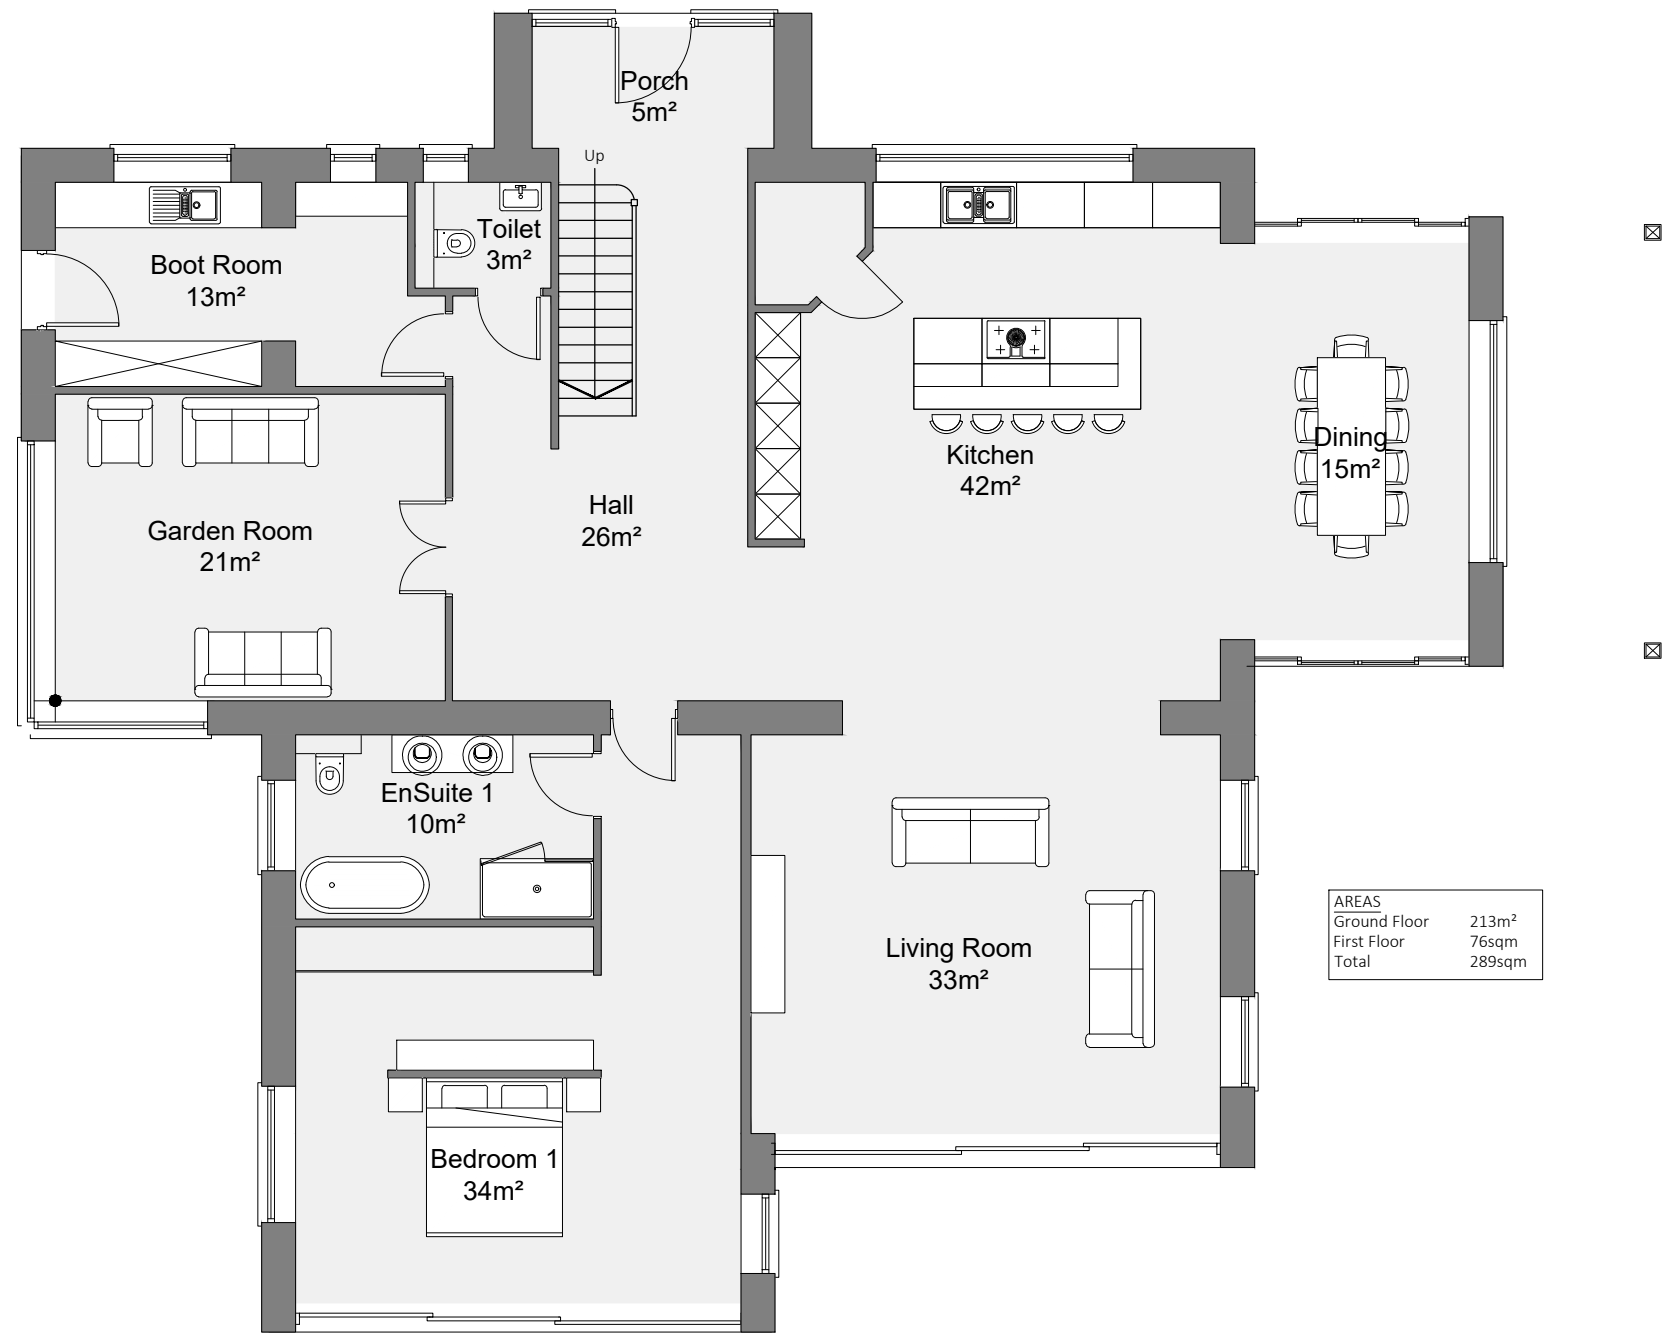 Porch
5m²
Up
Toilet
3m²
Boot Room
13m²
Kitchen
42m²
Dining
15m²
Hall
26m²
Garden Room
21m²
EnSuite 1
10m²
Living Room
33m²
Bedroom 1
34m²
AREAS
Ground Floor 213m²
First Floor 76sqm
Total 289sqm